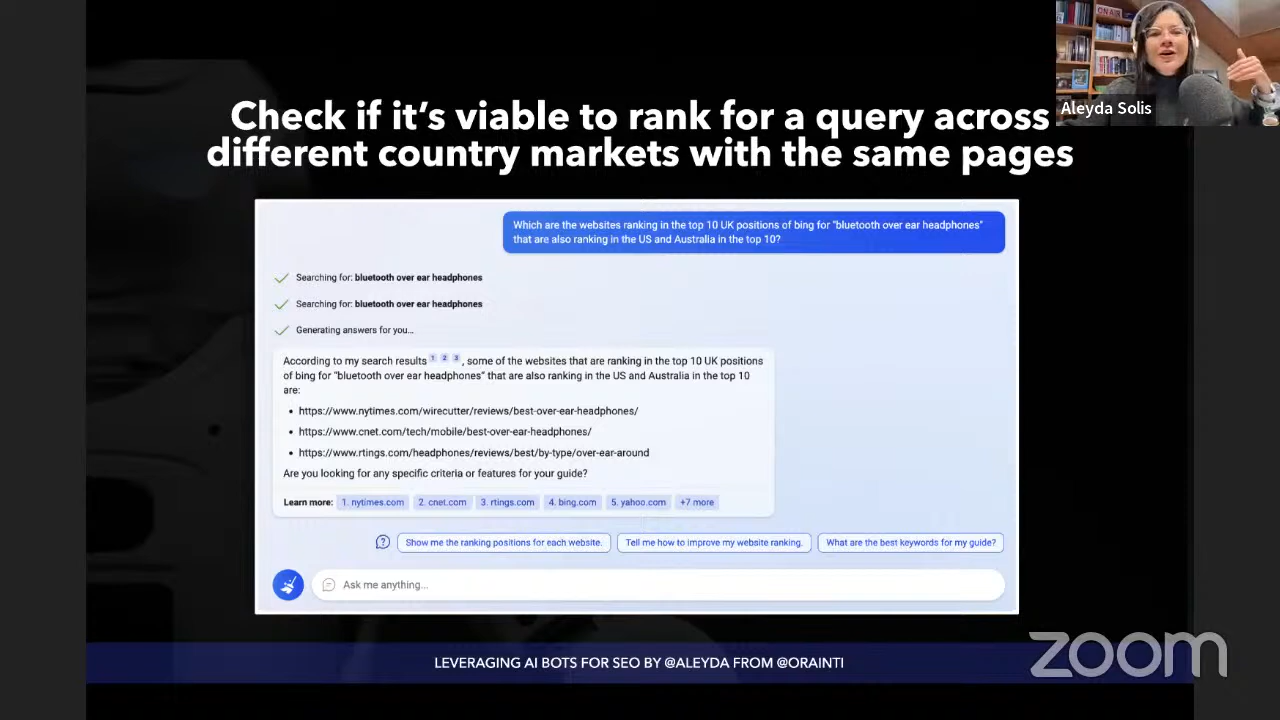 Check if it’s viable to rank for a query across
different country markets with the same pages
Aleyda Solis
Which are the websites ranking in the top 10 UK positions of bing for "bluetooth over ear headphones"
that are also ranking in the US and Australia in the top 10?
Searching for: bluetooth over ear headphones
Searching for: bluetooth over ear headphones
Generating answers for you...
According to my search results 1 2 3, some of the websites that are ranking in the top 10 UK positions
of bing for "bluetooth over ear headphones" that are also ranking in the US and Australia in the top 10
are:
• https://www.nytimes.com/wirecutter/reviews/best-over-ear-headphones/
• https://www.cnet.com/tech/mobile/best-over-ear-headphones/
• https://www.rtings.com/headphones/reviews/best/by-type/over-ear-around
Are you looking for any specific criteria or features for your guide?
Learn more: 1. nytimes.com 2. cnet.com 3. rtings.com 4. bing.com 5. yahoo.com +7 more
Show me the ranking positions for each website. Tell me how to improve my website ranking. What are the best keywords for my guide?
Ask me anything...
LEVERAGING AI BOTS FOR SEO BY @ALEYDA FROM @ORAINTI
zoom